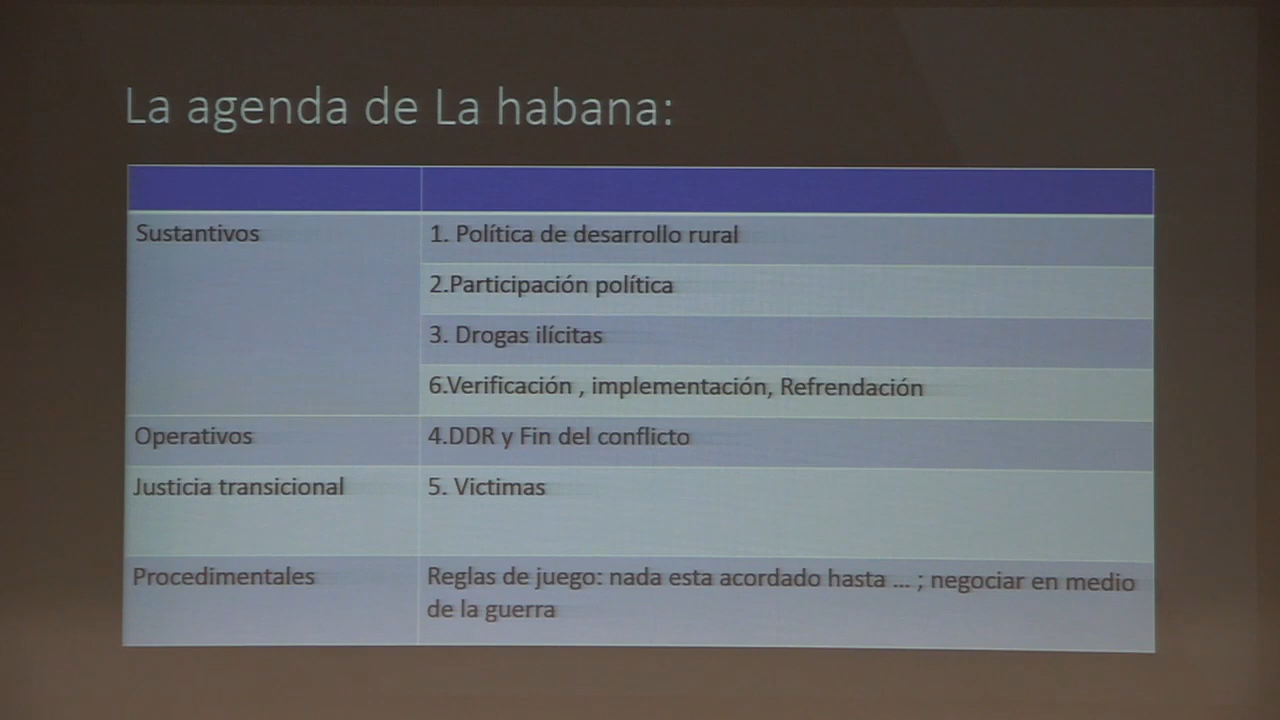 La agenda de La habana:
Sustantivos
1. Política de desarrollo rural
2.Participación política
3. Drogas ilícitas
6.Verificación , implementación, Refrendación
Operativos
4.DDR y Fin del conflicto
Justicia transicional
5. Victimas
Procedimentales
Reglas de juego: nada esta acordado hasta ... ; negociar en medio
de la guerra